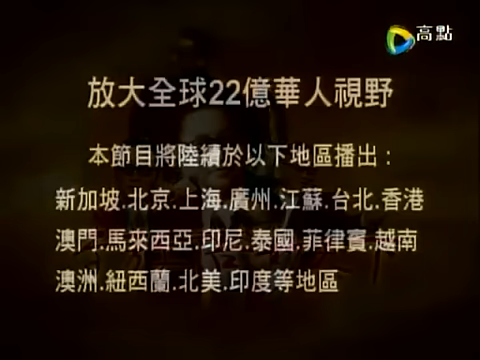 高點
放大全球22億華人視野
本節目將陸續於以下地區播出：
新加坡.北京.上海.廣州.江蘇.台北.香港
澳門.馬來西亞.印尼.泰國.菲律賓.越南
澳洲.紐西蘭.北美.印度等地區